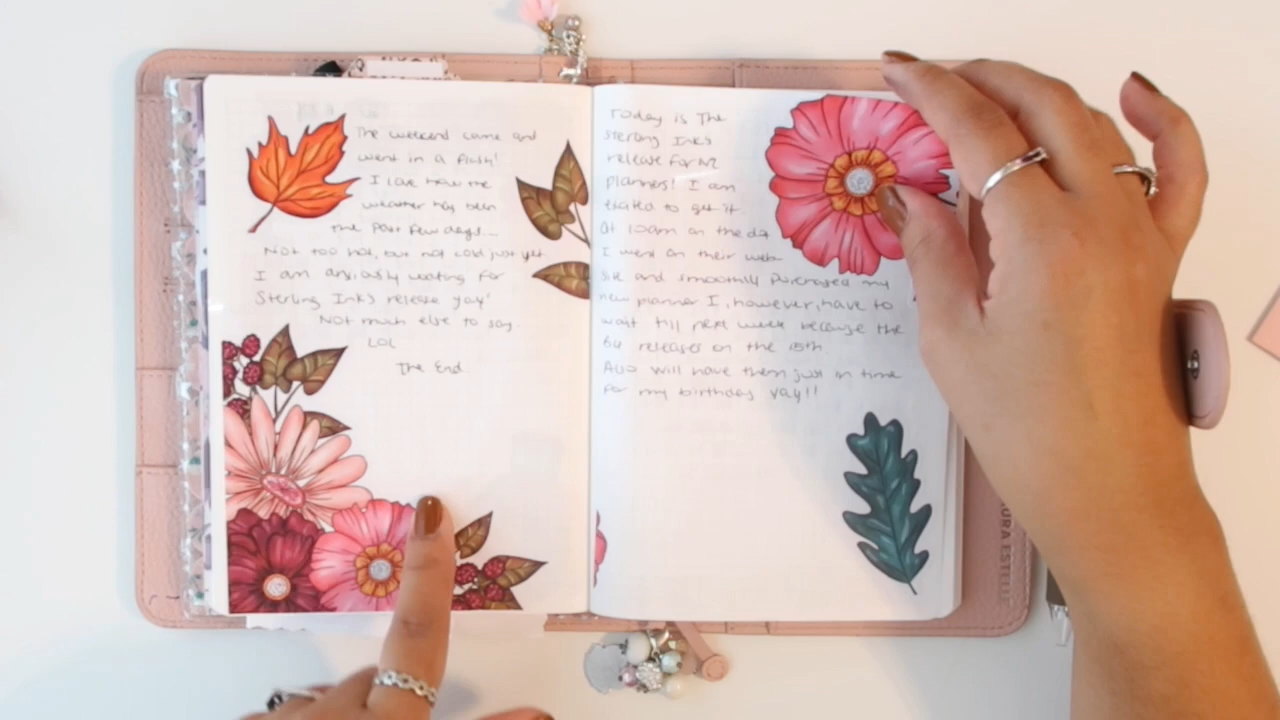 The weekend came and
went in a flash!
I love how the
weather has been
the past few days...
Not too hot, but not cold just yet
I am anxiously waiting for
Sterling Ink's release yay!
Not much else to say
LOL
The End
Today is the
Sterling Ink's
release for N2
planners! I am
excited to get it
At 10am on the dot
I went on their web
site and smoothly purchased my
new planner I, however, have to
wait till next week because the
B6 releases on the 15th.
Also will have them just in time
for my birthday yay!!
URA ESTEL